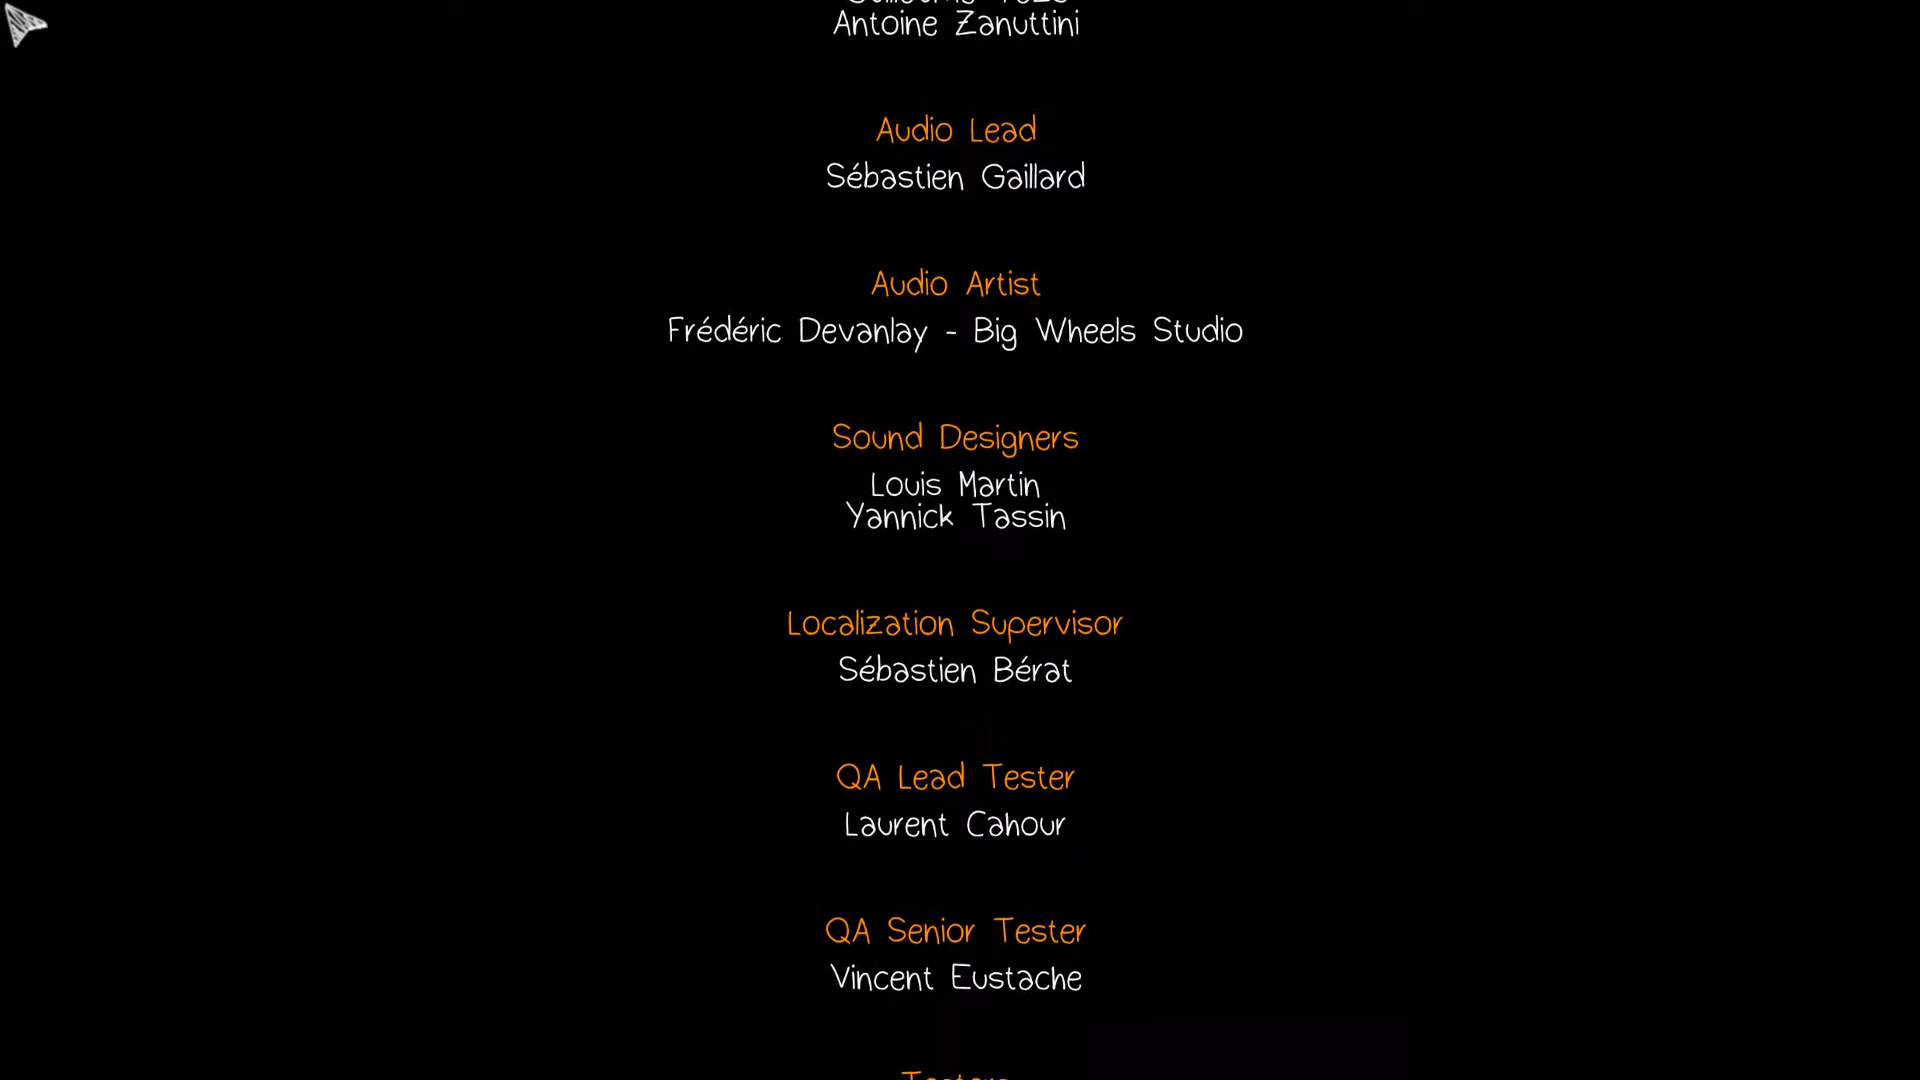 Antoine Zanuttini
Audio Lead
Sébastien Gaillard
Audio Artist
Frédéric Devanlay - Big Wheels Studio
Sound Designers
Louis Martin
Yannick Tassin
Localization Supervisor
Sébastien Bérat
QA Lead Tester
Laurent Cahour
QA Senior Tester
Vincent Eustache